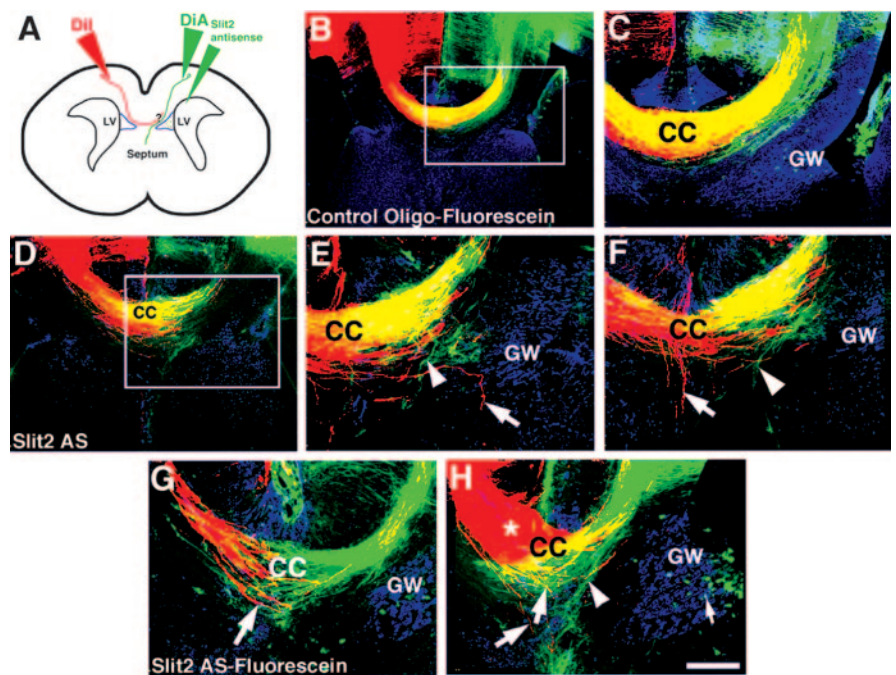 A
DiI
DiA
Slit2
antisense
LV
?
LV
Septum
B
Control Oligo-Fluorescein
C
CC
GW
D
CC
Slit2 AS
E
CC
GW
F
CC
GW
G
CC
GW
Slit2 AS-Fluorescein
H
*
CC
GW